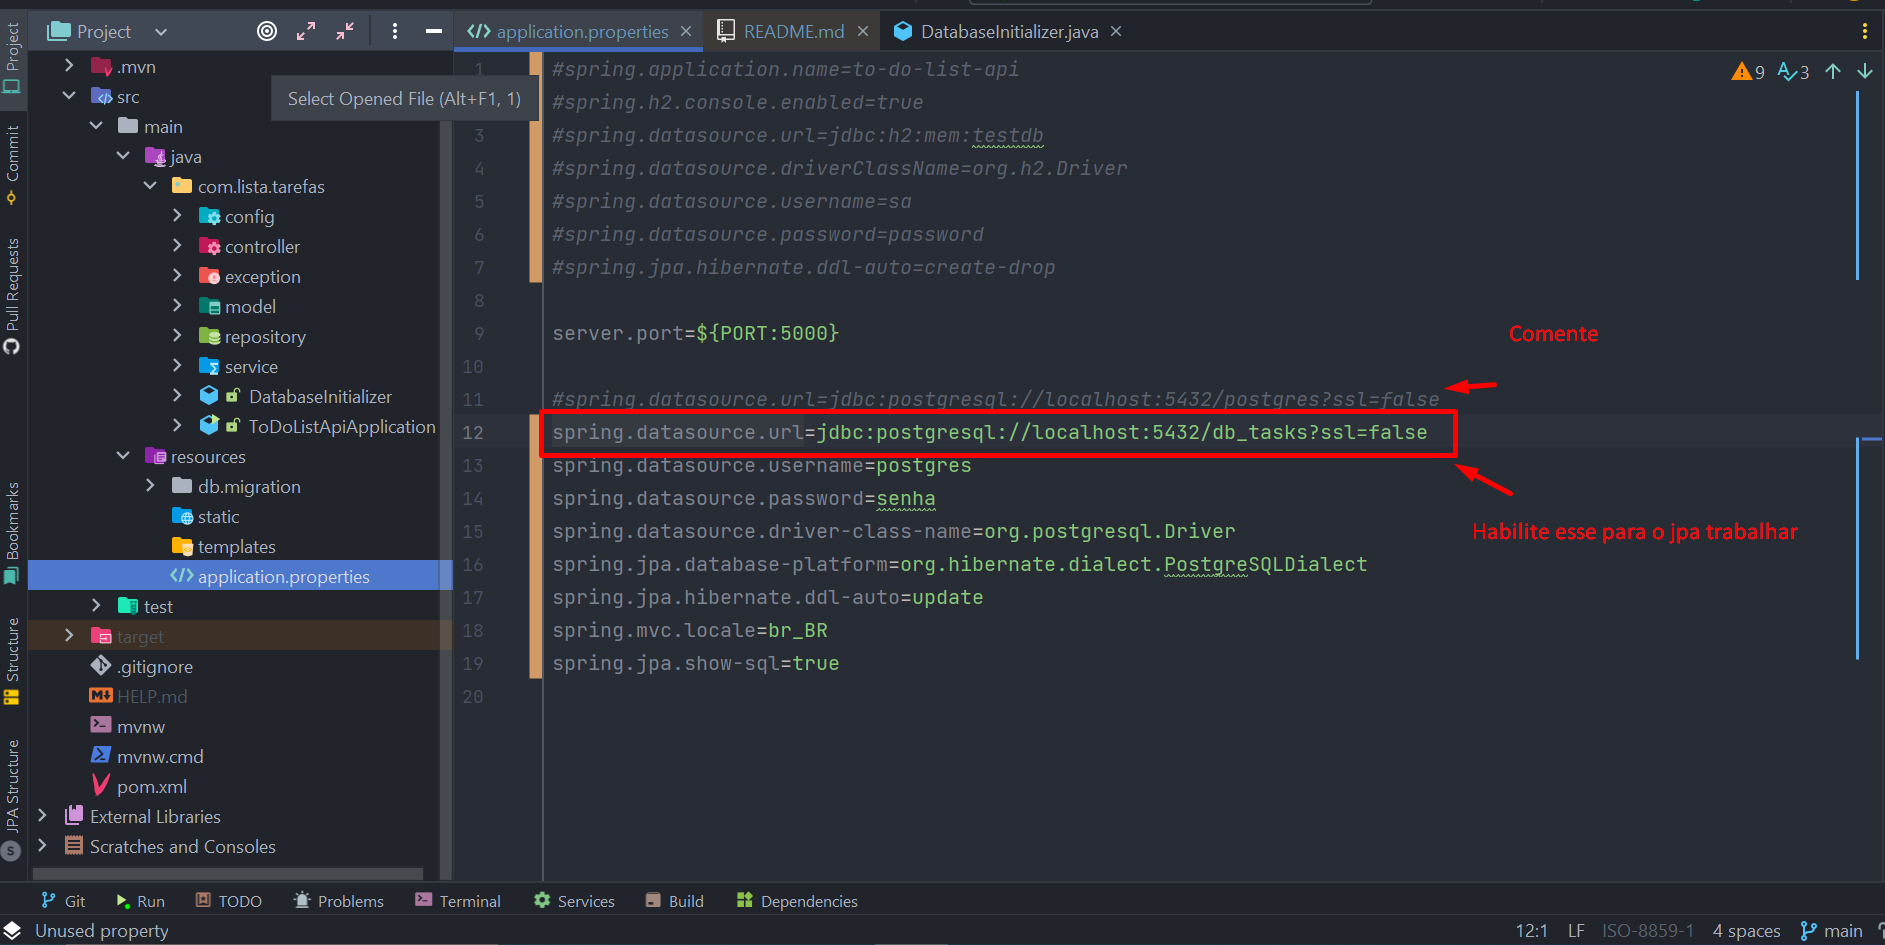 Project
application.properties
README.md
DatabaseInitializer.java
Project
Commit
Pull Requests
Bookmarks
Structure
JPA Structure
.mvn
src
main
java
com.lista.tarefas
config
controller
exception
model
repository
service
DatabaseInitializer
ToDoListApiApplication
resources
db.migration
static
templates
application.properties
test
target
.gitignore
HELP.md
mvnw
mvnw.cmd
pom.xml
External Libraries
Scratches and Consoles
Select Opened File (Alt+F1, 1)
9 3
1 #spring.application.name=to-do-list-api
#spring.h2.console.enabled=true
3 #spring.datasource.url=jdbc:h2:mem:testdb
4 #spring.datasource.driverClassName=org.h2.Driver
5 #spring.datasource.username=sa
6 #spring.datasource.password=password
7 #spring.jpa.hibernate.ddl-auto=create-drop
8
9 server.port=${PORT:5000}
Comente
10
11 #spring.datasource.url=jdbc:postgresql://localhost:5432/postgres?ssl=false
12 spring.datasource.url=jdbc:postgresql://localhost:5432/db_tasks?ssl=false
13 spring.datasource.username=postgres
14 spring.datasource.password=senha
15 spring.datasource.driver-class-name=org.postgresql.Driver
Habilite esse para o jpa trabalhar
16 spring.jpa.database-platform=org.hibernate.dialect.PostgreSQLDialect
17 spring.jpa.hibernate.ddl-auto=update
18 spring.mvc.locale=br_BR
19 spring.jpa.show-sql=true
20
Git Run TODO Problems Terminal Services Build Dependencies
Unused property
12:1 LF ISO-8859-1 4 spaces main